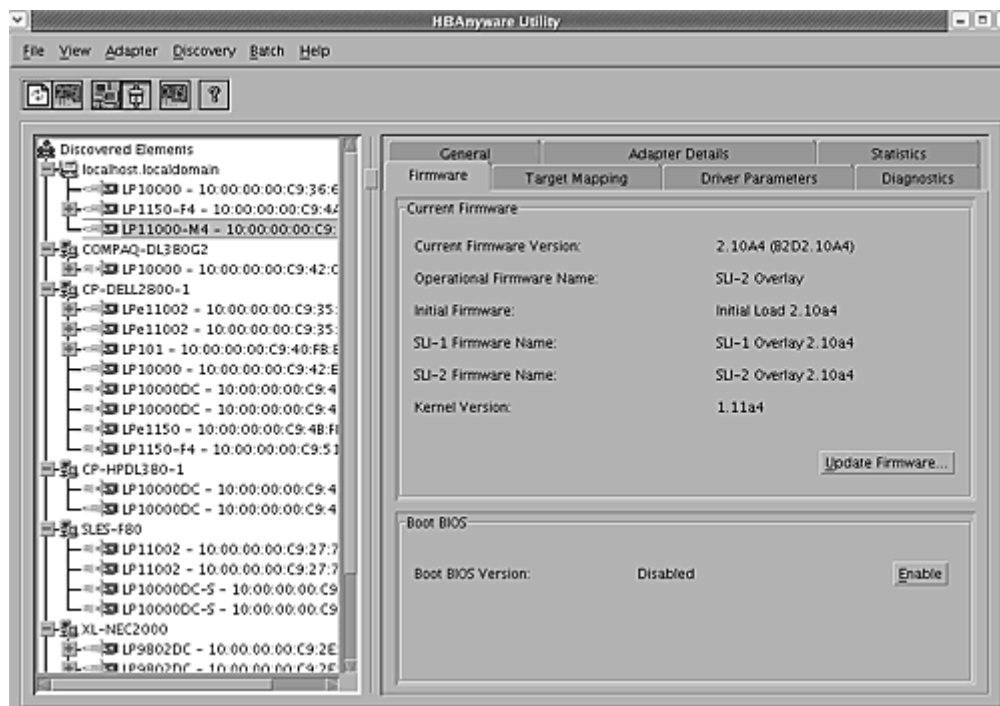 HBAnyware Utility
File View Adapter Discovery Batch Help
Discovered Elements
localhost.localdomain
LP10000 - 10:00:00:00:C9:36:6
LP1150-F4 - 10:00:00:00:C9:4A
LP11000-M4 - 10:00:00:00:C9:
COMPAQ-DL380G2
LP10000 - 10:00:00:00:C9:42:C
CP-DELL2800-1
LPe11002 - 10:00:00:00:C9:35:
LPe11002 - 10:00:00:00:C9:35:
LP101 - 10:00:00:00:C9:40:FB:E
LP10000 - 10:00:00:00:C9:42:E
LP10000DC - 10:00:00:00:C9:4
LP10000DC - 10:00:00:00:C9:4
LPe1150 - 10:00:00:00:C9:4B:F
LP1150-F4 - 10:00:00:00:C9:51
CP-HPDL380-1
LP10000DC - 10:00:00:00:C9:4
LP10000DC - 10:00:00:00:C9:4
SLES-F80
LP11002 - 10:00:00:00:C9:27:7
LP11002 - 10:00:00:00:C9:27:7
LP10000DC-S - 10:00:00:00:C9
LP10000DC-S - 10:00:00:00:C9
XL-NEC2000
LP9802DC - 10:00:00:00:C9:2E
LP9802DC - 10:00:00:00:C9:2E
General Adapter Details Statistics
Firmware Target Mapping Driver Parameters Diagnostics
Current Firmware
Current Firmware Version: 2.10A4 (B2D2.10A4)
Operational Firmware Name: SLI-2 Overlay
Initial Firmware: Initial Load 2.10a4
SLI-1 Firmware Name: SLI-1 Overlay 2.10a4
SLI-2 Firmware Name: SLI-2 Overlay 2.10a4
Kernel Version: 1.11a4
Update Firmware...
Boot BIOS
Boot BIOS Version: Disabled Enable